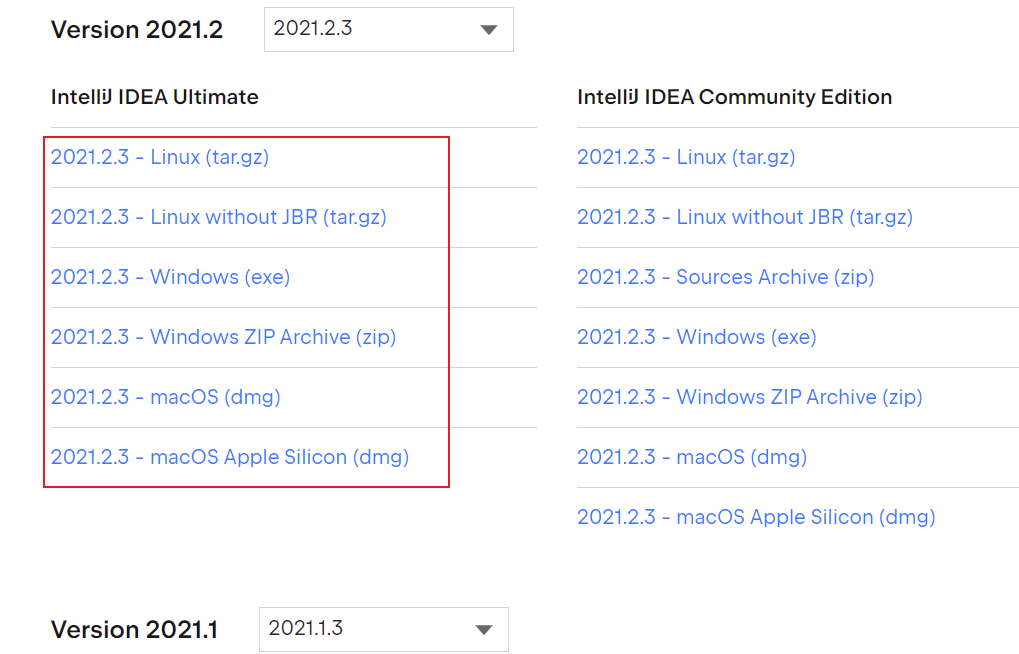 Version 2021.2
2021.2.3
IntelliJ IDEA Ultimate
2021.2.3 - Linux (tar.gz)
2021.2.3 - Linux without JBR (tar.gz)
2021.2.3 - Windows (exe)
2021.2.3 - Windows ZIP Archive (zip)
2021.2.3 - macOS (dmg)
2021.2.3 - macOS Apple Silicon (dmg)
IntelliJ IDEA Community Edition
2021.2.3 - Linux (tar.gz)
2021.2.3 - Linux without JBR (tar.gz)
2021.2.3 - Sources Archive (zip)
2021.2.3 - Windows (exe)
2021.2.3 - Windows ZIP Archive (zip)
2021.2.3 - macOS (dmg)
2021.2.3 - macOS Apple Silicon (dmg)
Version 2021.1
2021.1.3